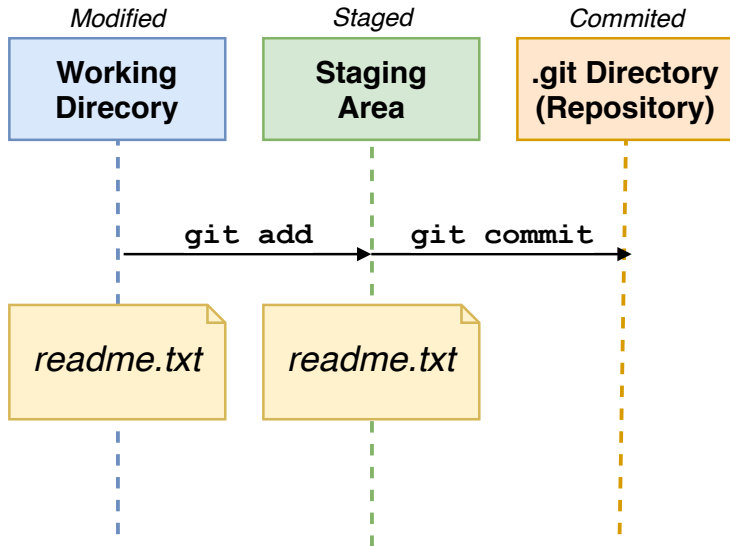 Modified
Staged
Commited
Working
Direcory
Staging
Area
.git Directory
(Repository)
git add
git commit
readme.txt
readme.txt